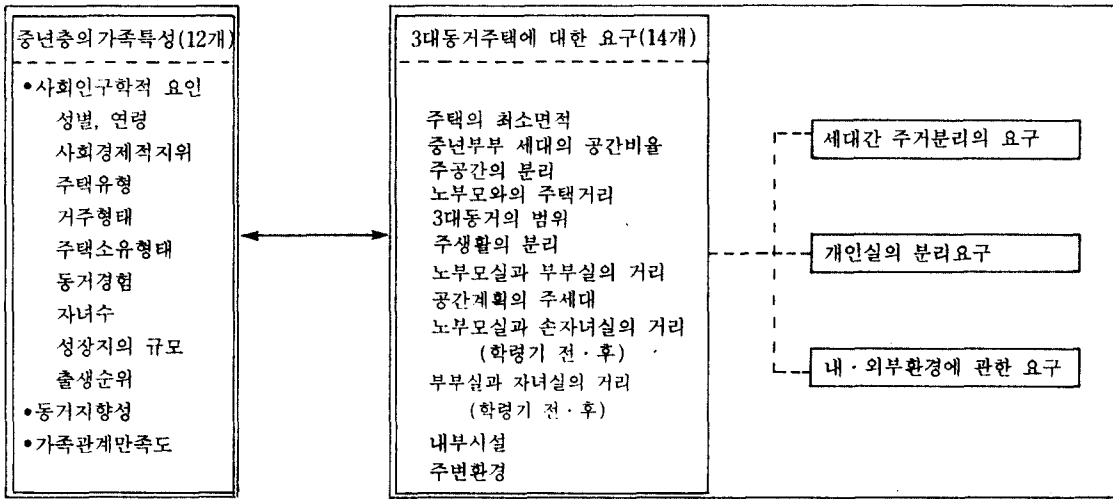 중년층의 가족특성(12개)
•사회인구학적 요인
성별, 연령
사회경제적지위
주택유형
거주형태
주택소유형태
동거경험
자녀수
성장지의 규모
출생순위
•동거지향성
•가족관계만족도
3대동거주택에 대한 요구(14개)
주택의 최소면적
중년부부 세대의 공간비율
주공간의 분리
노부모와의 주택거리
3대동거의 범위
주생활의 분리
노부모실과 부부실의 거리
공간계획의 주세대
노부모실과 손자녀실의 거리
(학령기 전·후)
부부실과 자녀실의 거리
(학령기 전·후)
내부시설
주변환경
세대간 주거분리의 요구
개인실의 분리요구
내·외부환경에 관한 요구